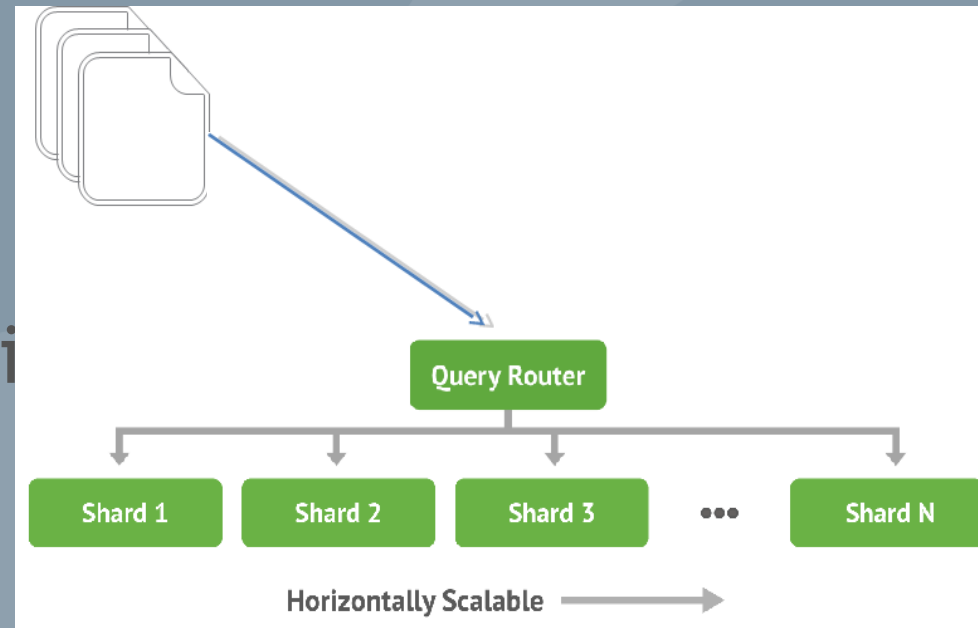 Query Router
Shard 1 Shard 2 Shard 3 ••• Shard N
Horizontally Scalable